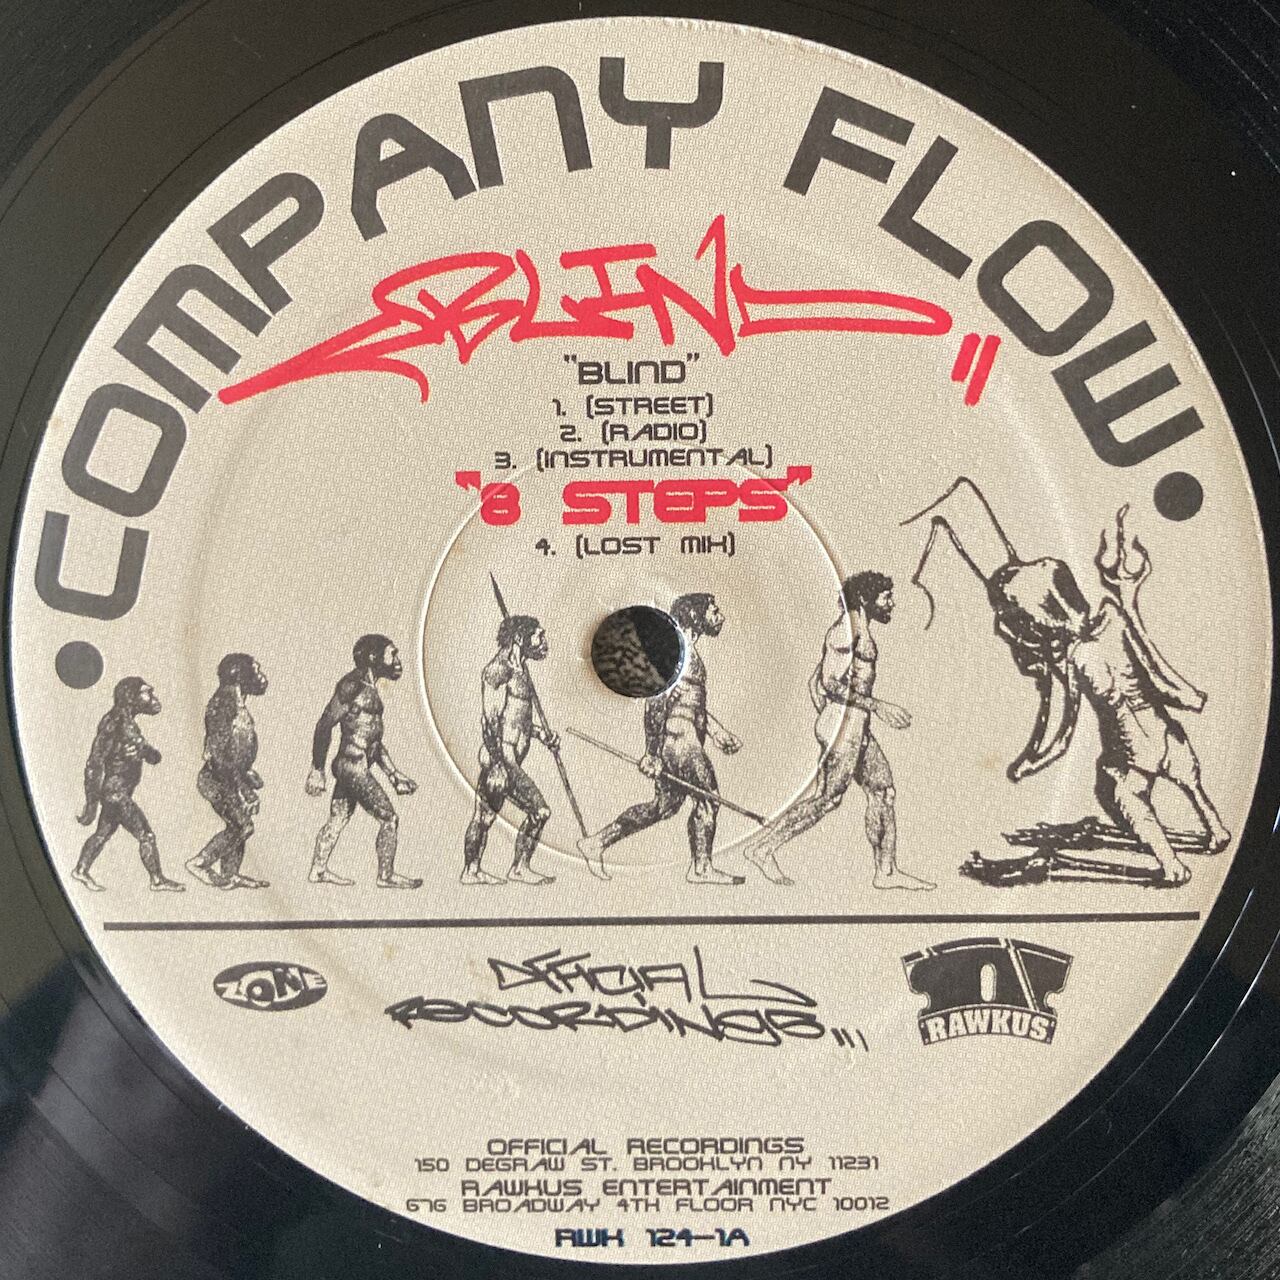 •COMPANY FLOW•
BLIND"
"BLIND"
1. (STREET)
2. (RADIO)
3. (INSTRUMENTAL)
"8 STEPS"
4. (LOST MIX)
ZONE
OFFICIAL
RECORDINGS
RAWKUS
OFFICIAL RECORDINGS
150 DEGRAW ST. BROOKLYN NY 11231
RAWKUS ENTERTAINMENT
676 BROADWAY 4TH FLOOR NYC 10012
RWK 124-1A